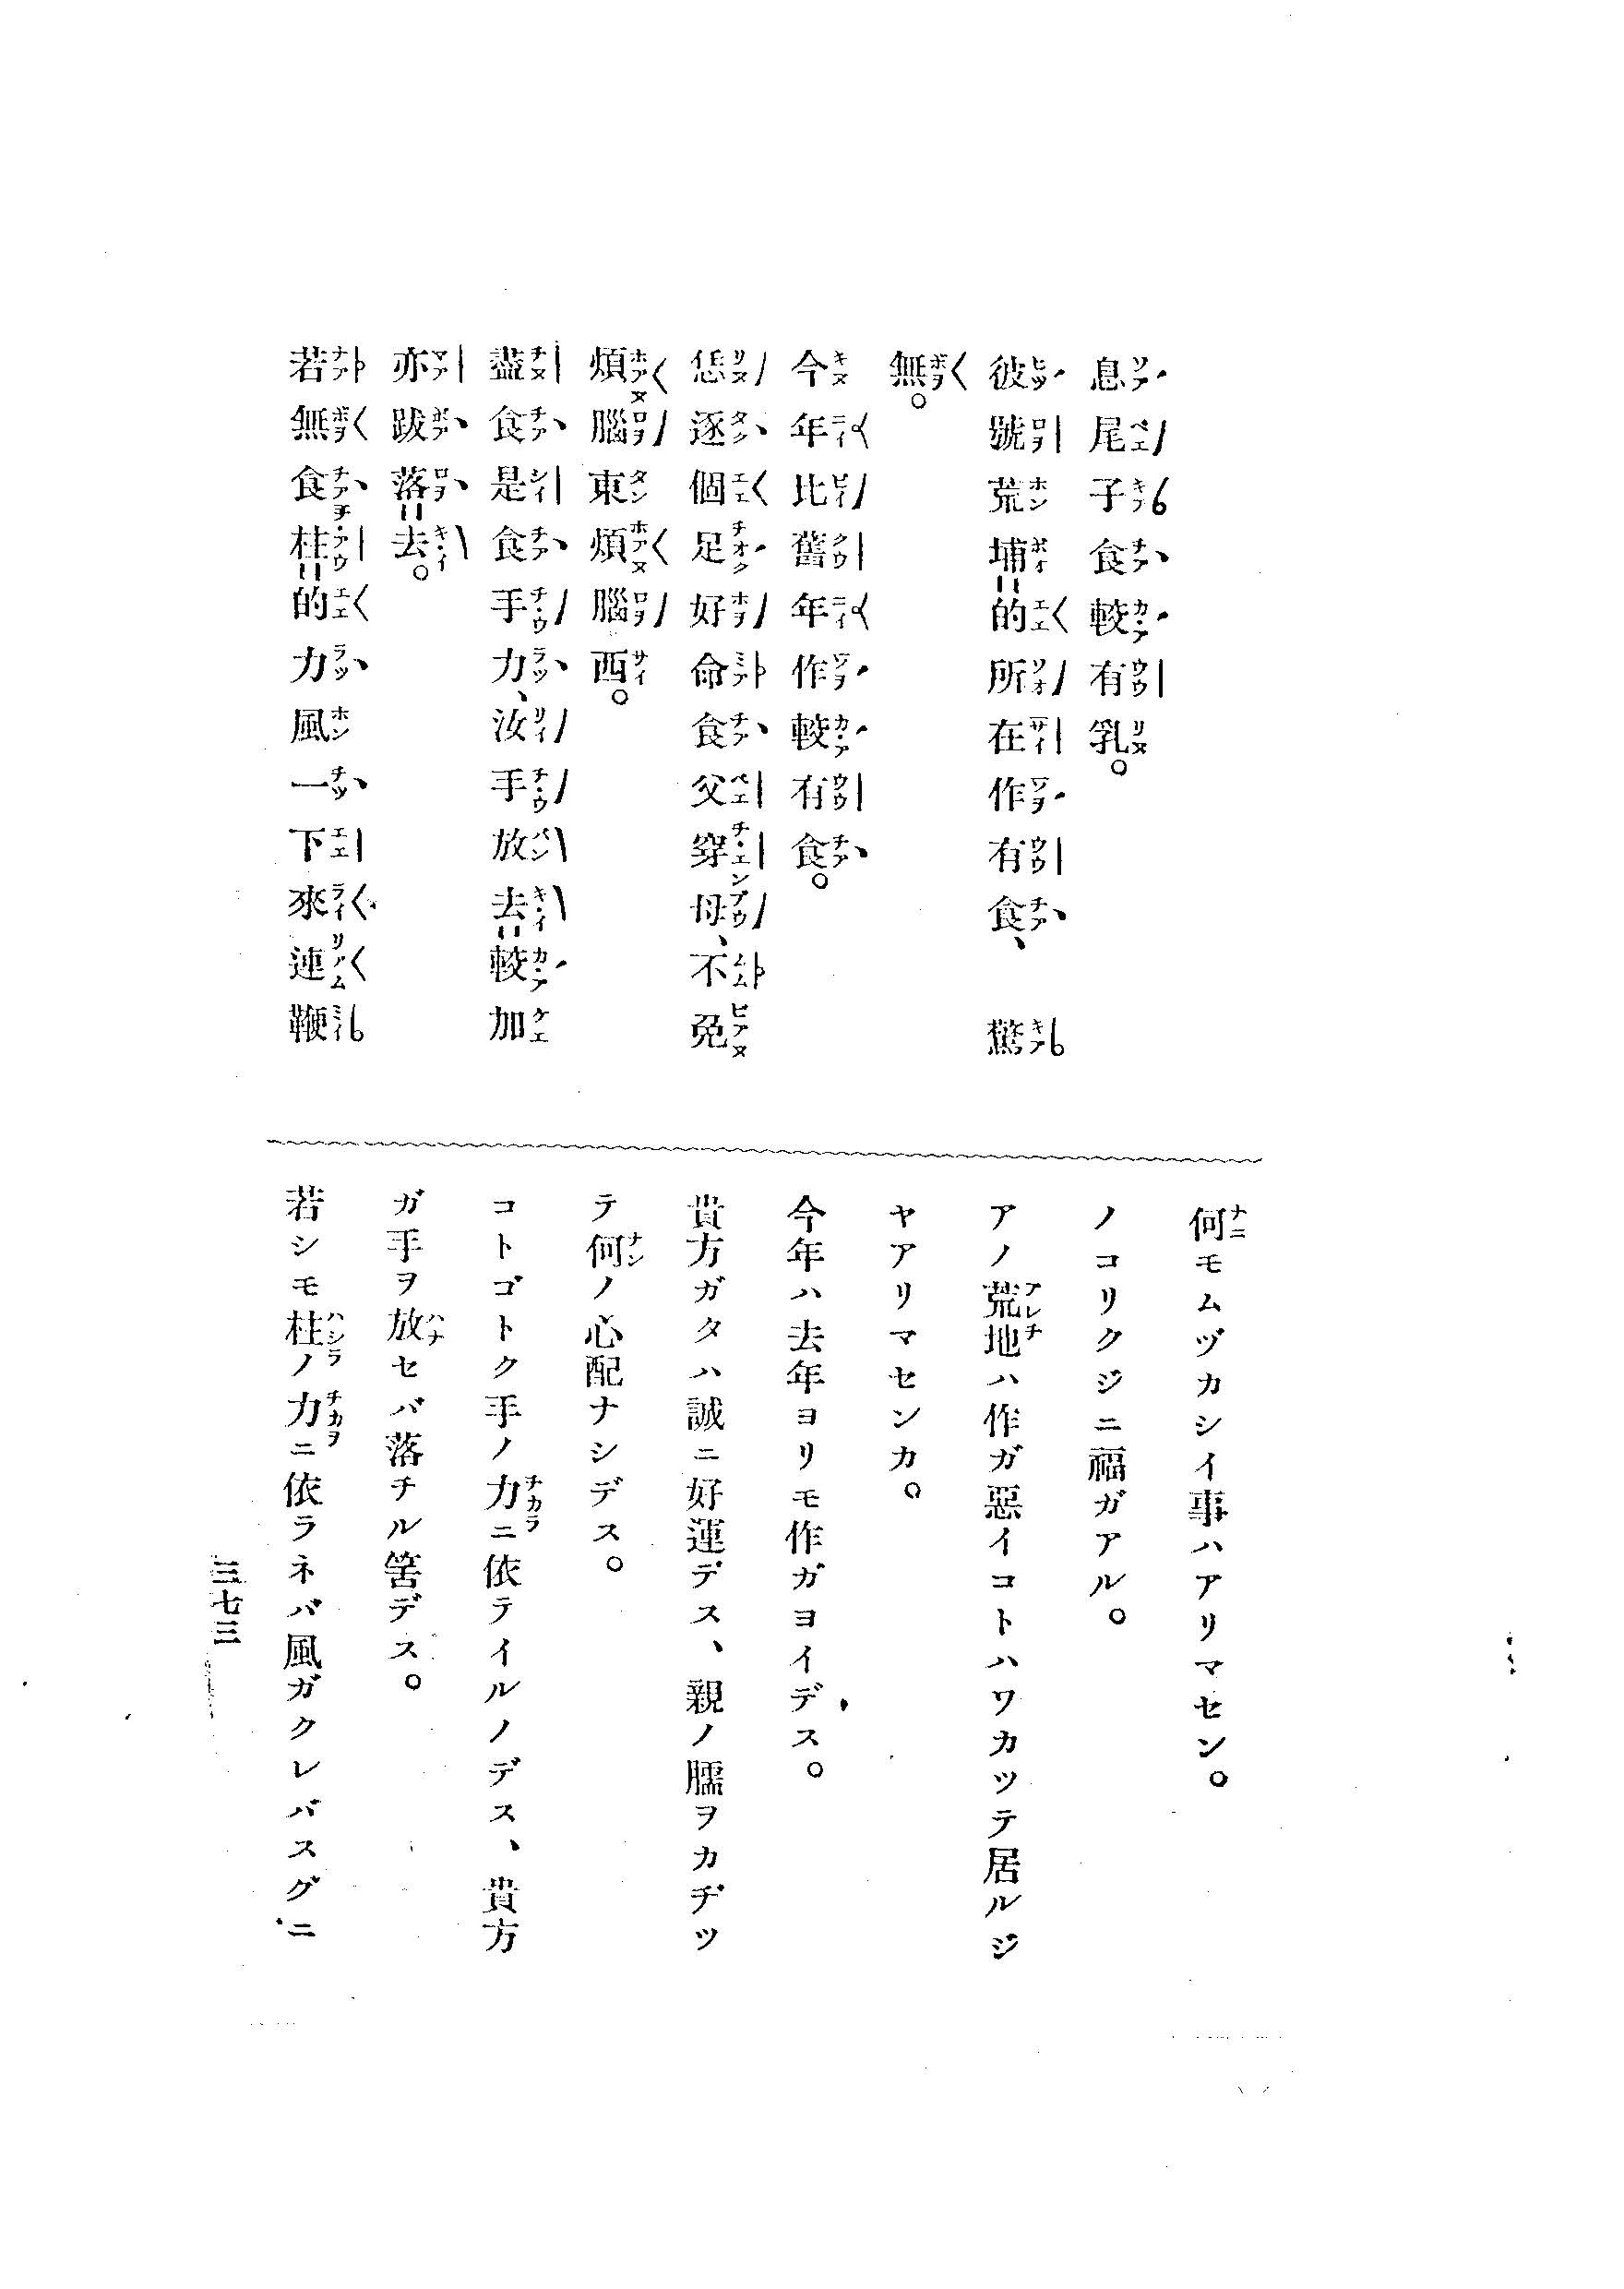 息尾子食較有乳。
彼號荒埔的所在作有食、驚
無。
今年比舊年作較有食。
恁逐個足好命食父穿母、不免
煩腦東煩腦西。
盡食是食手力、汝手放去較加
亦跋落去。
若無食柱的力風一下來連鞭
何モムヅカシイ事ハアリマセン。
ノコリクジニ福ガアル。
アノ荒地ハ作ガ惡イコトハワカツテ居ルジ
ヤアリマセンカ。
今年ハ去年ヨリモ作ガヨイデス。
貴方ガタハ誠ニ好運デス、親ノ臑ヲカヂツ
テ何ノ心配ナシデス。
コトゴトク手ノ力ニ依テイルノデス、貴方
ガ手ヲ放セバ落チル筈デス。
若シモ柱ノ力ニ依ラネバ風ガクレバスグニ
三七三